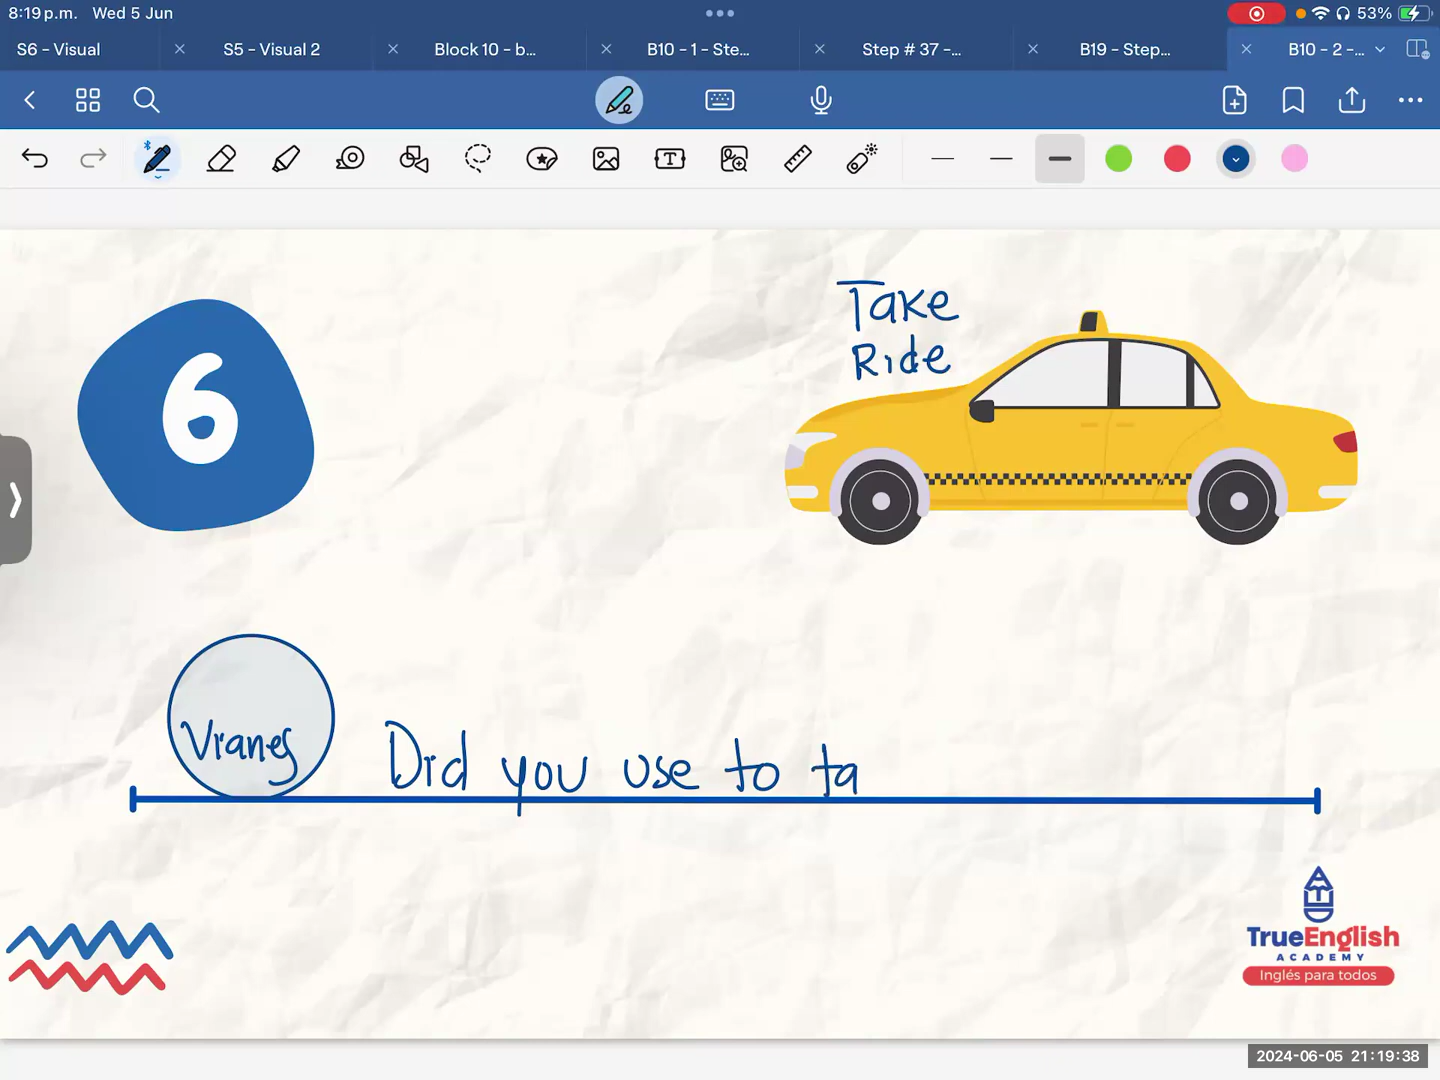 8:19 p.m. Wed 5 Jun
53%
S6 - Visual
S5 - Visual 2
Block 10 - b...
B10 - 1 - Ste...
Step # 37 -...
B19 - Step...
B10 - 2 -...
Take
Ride
6
Vianes
Did you use to ta
TrueEnglish
ACADEMY
Inglés para todos
2024-06-05 21:19:38